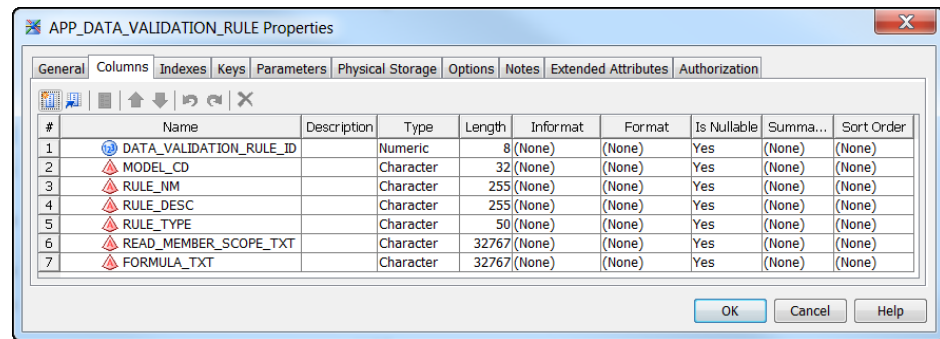 APP_DATA_VALIDATION_RULE Properties
General Columns Indexes Keys Parameters Physical Storage Options Notes Extended Attributes Authorization
# Name Description Type Length Informat Format Is Nullable Summa... Sort Order
1 DATA_VALIDATION_RULE_ID Numeric 8 (None) (None) Yes (None) (None)
2 MODEL_CD Character 32 (None) (None) Yes (None) (None)
3 RULE_NM Character 255 (None) (None) Yes (None) (None)
4 RULE_DESC Character 255 (None) (None) Yes (None) (None)
5 RULE_TYPE Character 50 (None) (None) Yes (None) (None)
6 READ_MEMBER_SCOPE_TXT Character 32767 (None) (None) Yes (None) (None)
7 FORMULA_TXT Character 32767 (None) (None) Yes (None) (None)
OK Cancel Help